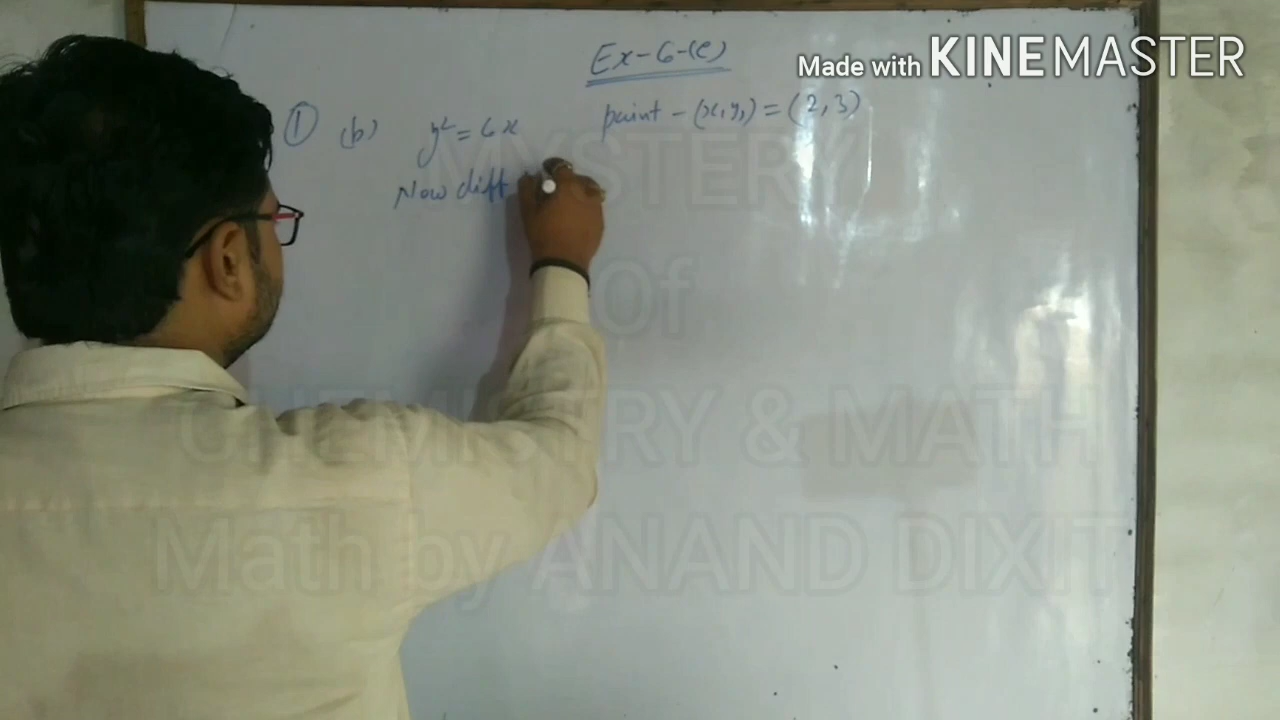 Ex-6-(e)
Made with KINEMASTER
① (b) y² = 6x point - (x₁,y₁) = (2,3)
Now diff
MYSTERY
Of
CHEMISTRY & MATH
Math by ANAND DIXIT